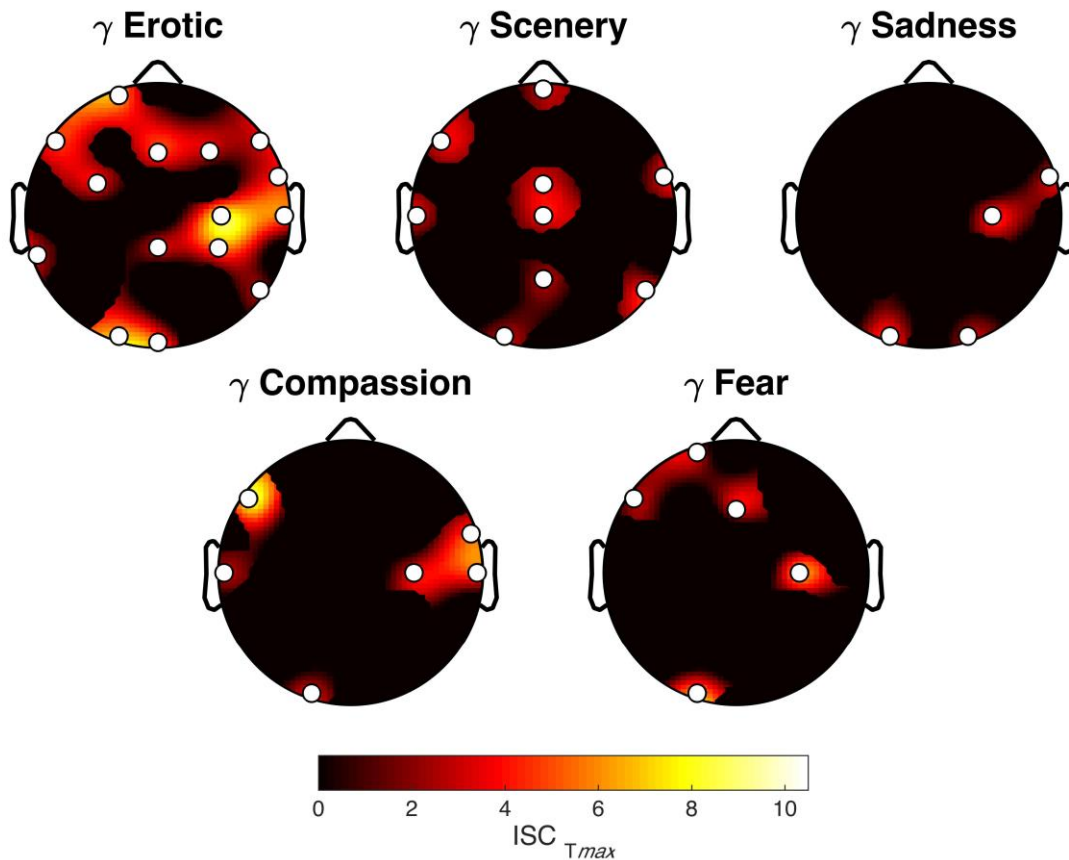 γ Erotic
γ Scenery
γ Sadness
γ Compassion
γ Fear
0 2 4 6 8 10
ISC Tmax